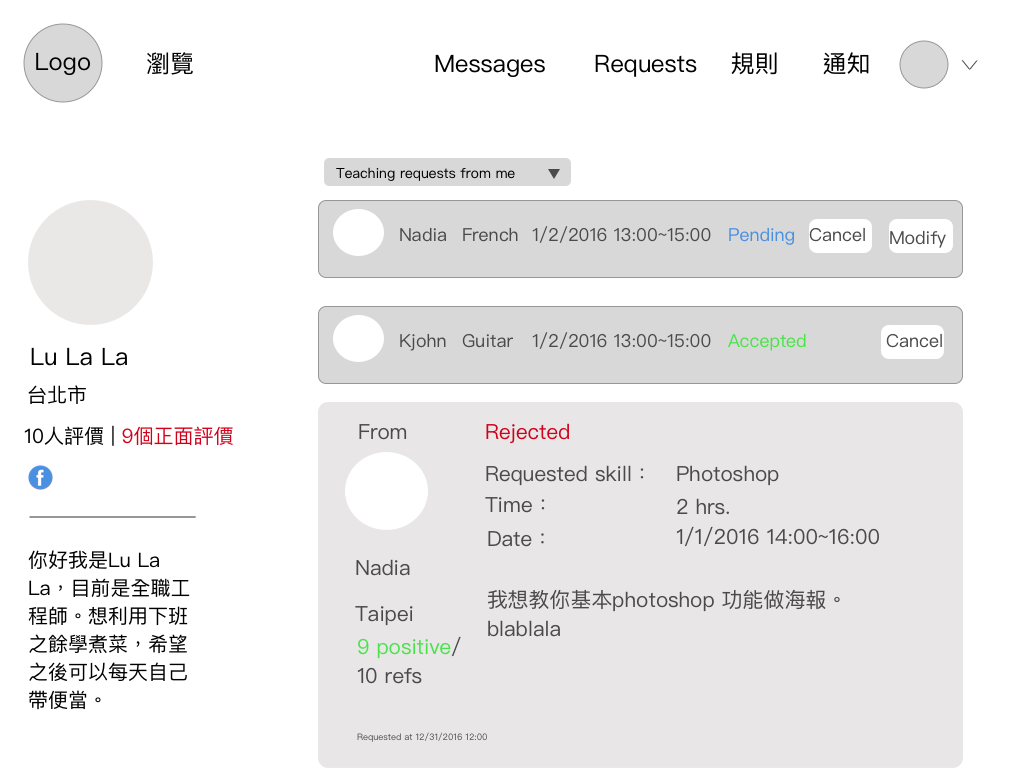 Logo 瀏覽 Messages Requests 規則 通知
Teaching requests from me
Nadia French 1/2/2016 13:00~15:00 Pending Cancel Modify
Kjohn Guitar 1/2/2016 13:00~15:00 Accepted Cancel
Lu La La
台北市
10人評價 | 9個正面評價
你好我是Lu La
La，目前是全職工
程師。想利用下班
之餘學煮菜，希望
之後可以每天自己
帶便當。
From
Nadia
Taipei
9 positive/
10 refs
Rejected
Requested skill： Photoshop
Time： 2 hrs.
Date： 1/1/2016 14:00~16:00
我想教你基本photoshop 功能做海報。
blablala
Requested at 12/31/2016 12:00